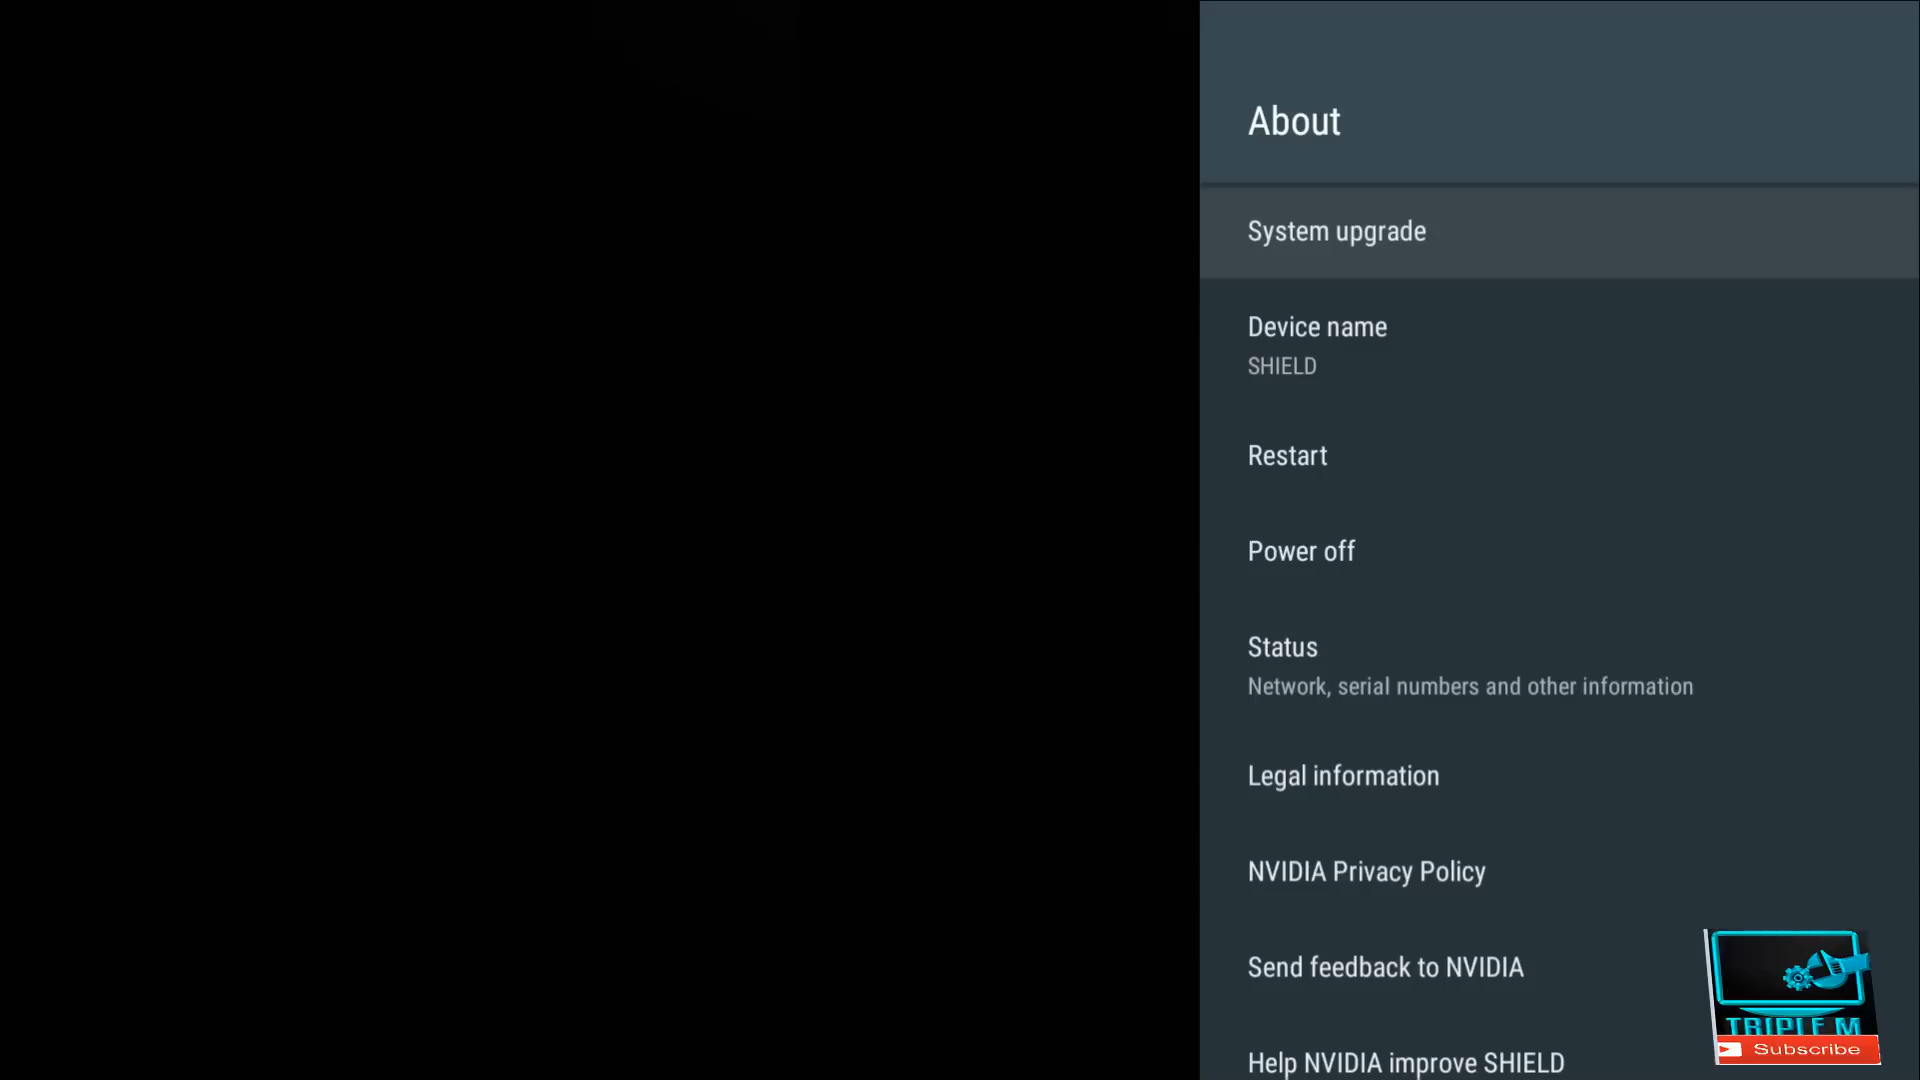 About
System upgrade
Device name
SHIELD
Restart
Power off
Status
Network, serial numbers and other information
Legal information
NVIDIA Privacy Policy
Send feedback to NVIDIA
Help NVIDIA improve SHIELD
TRIPLE M
Subscribe